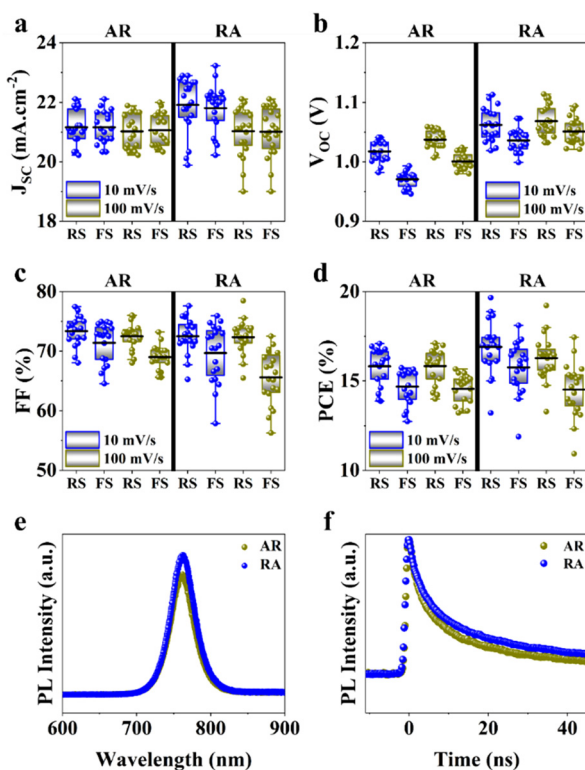 a
AR
RA
J_SC (mA.cm⁻²)
24
22
20
18
10 mV/s
100 mV/s
RS FS RS FS RS FS RS FS
b
AR
RA
V_OC (V)
1.2
1.1
1.0
0.9
10 mV/s
100 mV/s
RS FS RS FS RS FS RS FS
c
AR
RA
FF (%)
80
70
60
50
10 mV/s
100 mV/s
RS FS RS FS RS FS RS FS
d
AR
RA
PCE (%)
20
15
10
10 mV/s
100 mV/s
RS FS RS FS RS FS RS FS
e
AR
RA
PL Intensity (a.u.)
600 700 800 900
Wavelength (nm)
f
AR
RA
PL Intensity (a.u.)
0 20 40
Time (ns)